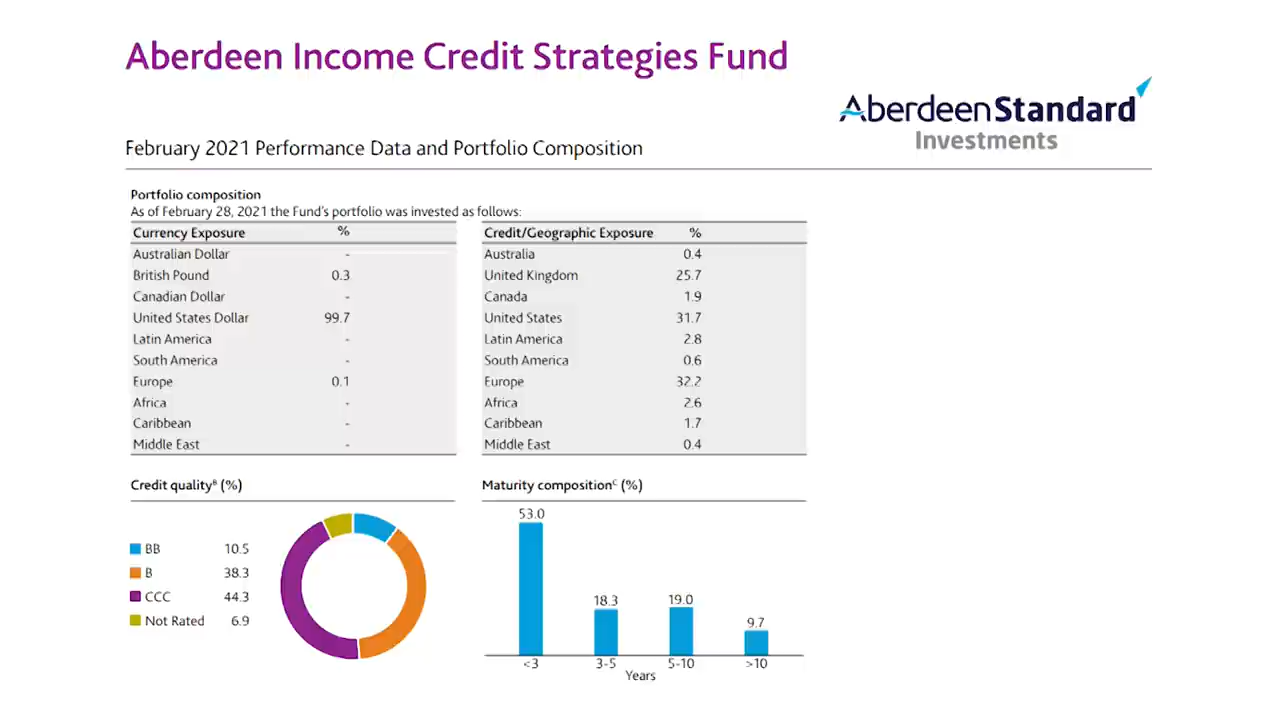 Aberdeen Income Credit Strategies Fund
AberdeenStandard
Investments
February 2021 Performance Data and Portfolio Composition
Portfolio composition
As of February 28, 2021 the Fund's portfolio was invested as follows:
Currency Exposure %
Australian Dollar -
British Pound 0.3
Canadian Dollar -
United States Dollar 99.7
Latin America -
South America -
Europe 0.1
Africa -
Caribbean -
Middle East -
Credit/Geographic Exposure %
Australia 0.4
United Kingdom 25.7
Canada 1.9
United States 31.7
Latin America 2.8
South America 0.6
Europe 32.2
Africa 2.6
Caribbean 1.7
Middle East 0.4
Credit qualityᴮ (%)
BB 10.5
B 38.3
CCC 44.3
Not Rated 6.9
Maturity compositionᶜ (%)
53.0
18.3
19.0
9.7
<3 3-5 5-10 >10
Years